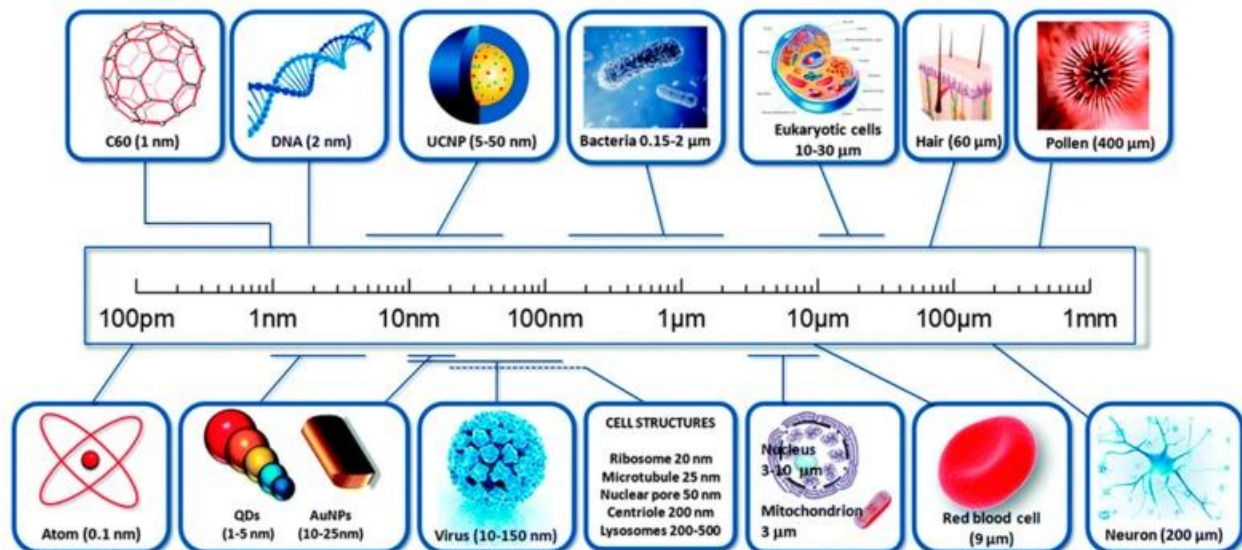 C60 (1 nm)
DNA (2 nm)
UCNP (5-50 nm)
Bacteria 0.15-2 µm
Eukaryotic cells
10-30 µm
Hair (60 µm)
Pollen (400 µm)
100pm 1nm 10nm 100nm 1µm 10µm 100µm 1mm
Atom (0.1 nm)
QDs
(1-5 nm)
AuNPs
(10-25nm)
Virus (10-150 nm)
CELL STRUCTURES
Ribosome 20 nm
Microtubule 25 nm
Nuclear pore 50 nm
Centriole 200 nm
Lysosomes 200-500
Nucleus
3-10 µm
Mitochondrion
3 µm
Red blood cell
(9 µm)
Neuron (200 µm)